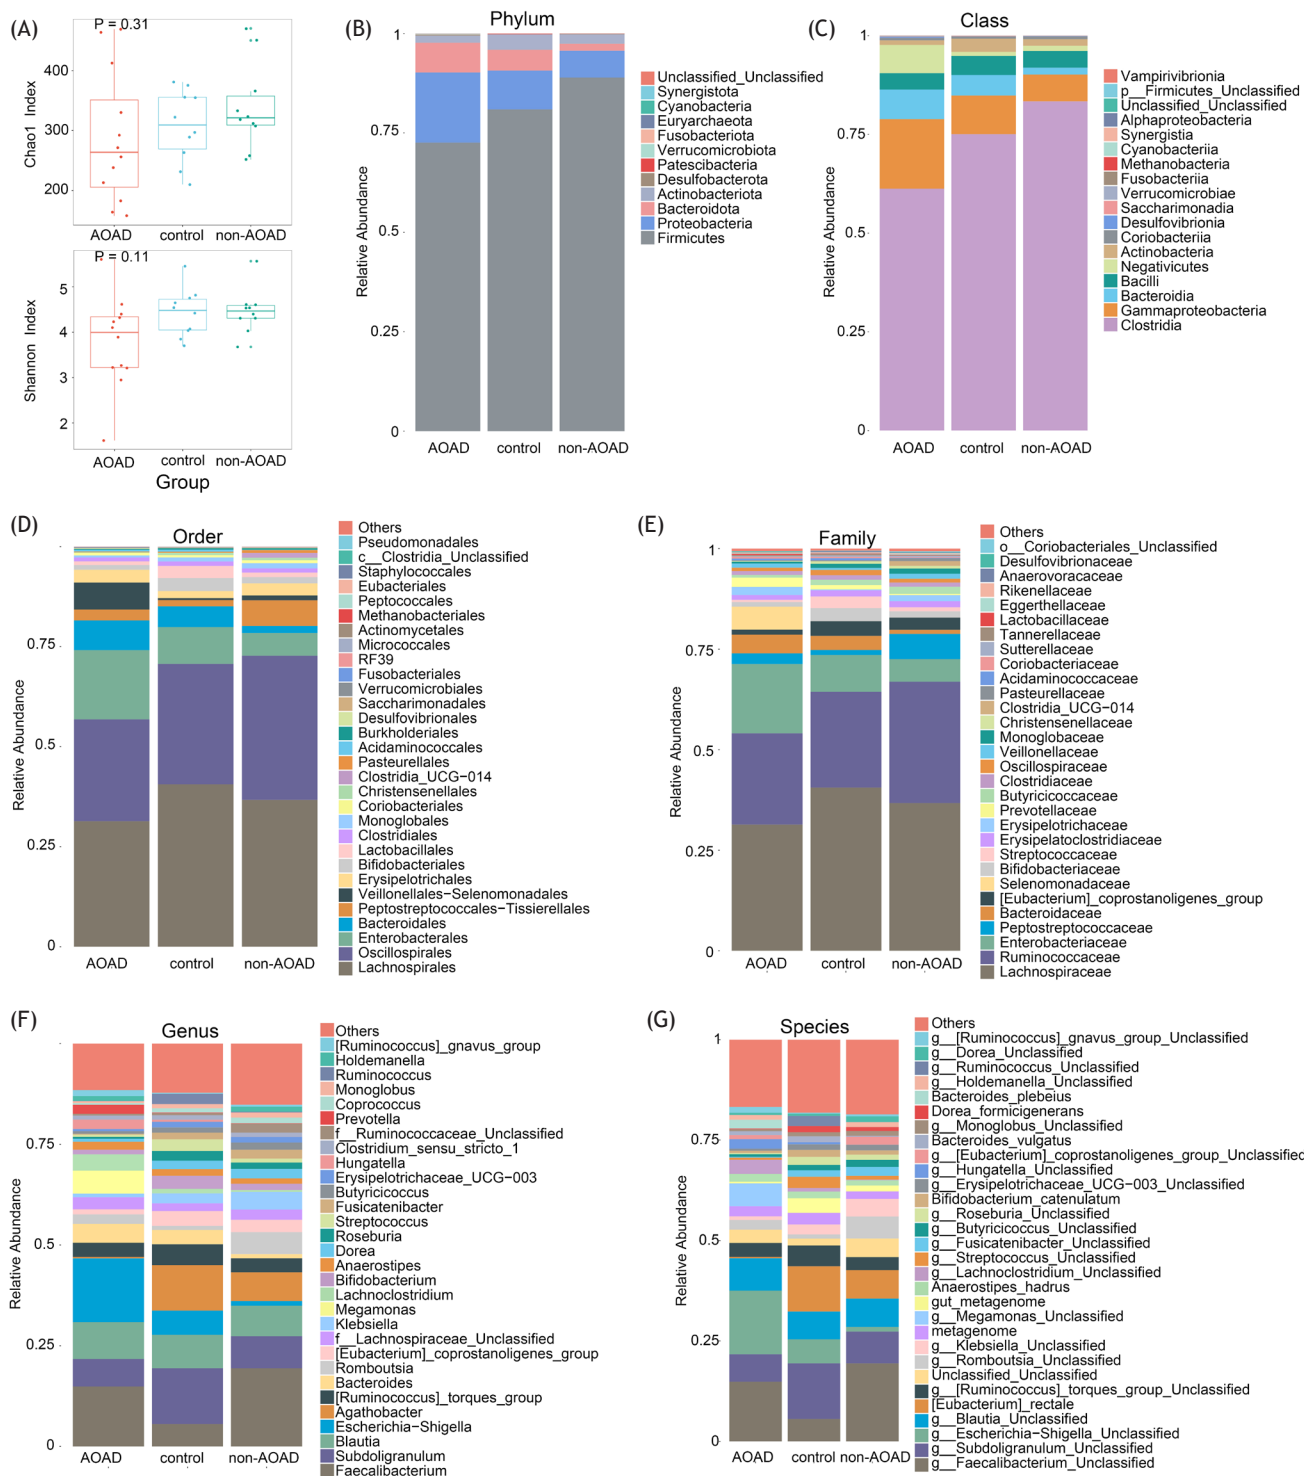 (A)
P = 0.31
Chao1 Index
400
300
200
AOAD
control
non-AOAD
P = 0.11
Shannon Index
5
4
3
2
AOAD
control
non-AOAD
Group
(B)
Phylum
Relative Abundance
1
0.75
0.5
0.25
0
AOAD
control
non-AOAD
Unclassified_Unclassified
Synergistota
Cyanobacteria
Euryarchaeota
Fusobacteriota
Verrucomicrobiota
Patescibacteria
Desulfobacterota
Actinobacteriota
Bacteroidota
Proteobacteria
Firmicutes
(C)
Class
Relative Abundance
1
0.75
0.5
0.25
0
AOAD
control
non-AOAD
Vampirivibrionia
p__Firmicutes_Unclassified
Unclassified_Unclassified
Alphaproteobacteria
Synergistia
Cyanobacteriia
Methanobacteria
Fusobacteriia
Verrucomicrobiae
Saccharimonadia
Desulfovibrionia
Coriobacteriia
Actinobacteria
Negativicutes
Bacilli
Bacteroidia
Gammaproteobacteria
Clostridia
(D)
Order
Relative Abundance
0.75
0.5
0.25
0
AOAD
control
non-AOAD
Others
Pseudomonadales
c__Clostridia_Unclassified
Staphylococcales
Eubacteriales
Peptococcales
Methanobacteriales
Actinomycetales
Micrococcales
RF39
Fusobacteriales
Verrucomicrobiales
Saccharimonadales
Desulfovibrionales
Burkholderiales
Acidaminococcales
Pasteurellales
Clostridia_UCG−014
Christensenellales
Coriobacteriales
Monoglobales
Clostridiales
Lactobacillales
Bifidobacteriales
Erysipelotrichales
Veillonellales−Selenomonadales
Peptostreptococcales−Tissierellales
Bacteroidales
Enterobacterales
Oscillospirales
Lachnospirales
(E)
Family
Relative Abundance
1
0.75
0.5
0.25
0
AOAD
control
non-AOAD
Others
o__Coriobacteriales_Unclassified
Desulfovibrionaceae
Anaerovoracaceae
Rikenellaceae
Eggerthellaceae
Lactobacillaceae
Tannerellaceae
Sutterellaceae
Coriobacteriaceae
Acidaminococcaceae
Pasteurellaceae
Clostridia_UCG−014
Christensenellaceae
Monoglobaceae
Veillonellaceae
Oscillospiraceae
Clostridiaceae
Butyricicoccaceae
Prevotellaceae
Erysipelotrichaceae
Erysipelatoclostridiaceae
Streptococcaceae
Bifidobacteriaceae
Selenomonadaceae
[Eubacterium]_coprostanoligenes_group
Bacteroidaceae
Peptostreptococcaceae
Enterobacteriaceae
Ruminococcaceae
Lachnospiraceae
(F)
Genus
Relative Abundance
0.75
0.5
0.25
0
AOAD
control
non-AOAD
Others
[Ruminococcus]_gnavus_group
Holdemanella
Ruminococcus
Monoglobus
Coprococcus
Prevotella
f__Ruminococcaceae_Unclassified
Clostridium_sensu_stricto_1
Hungatella
Erysipelotrichaceae_UCG−003
Butyricicoccus
Fusicatenibacter
Streptococcus
Roseburia
Dorea
Anaerostipes
Bifidobacterium
Lachnoclostridium
Megamonas
Klebsiella
f__Lachnospiraceae_Unclassified
[Eubacterium]_coprostanoligenes_group
Romboutsia
Bacteroides
[Ruminococcus]_torques_group
Agathobacter
Escherichia−Shigella
Blautia
Subdoligranulum
Faecalibacterium
(G)
Species
Relative Abundance
1
0.75
0.5
0.25
0
AOAD
control
non-AOAD
Others
g__[Ruminococcus]_gnavus_group_Unclassified
g__Dorea_Unclassified
g__Ruminococcus_Unclassified
g__Holdemanella_Unclassified
Bacteroides_plebeius
Dorea_formicigenerans
g__Monoglobus_Unclassified
Bacteroides_vulgatus
g__[Eubacterium]_coprostanoligenes_group_Unclassified
g__Hungatella_Unclassified
g__Erysipelotrichaceae_UCG−003_Unclassified
Bifidobacterium_catenulatum
g__Roseburia_Unclassified
g__Butyricicoccus_Unclassified
g__Fusicatenibacter_Unclassified
g__Streptococcus_Unclassified
g__Lachnoclostridium_Unclassified
Anaerostipes_hadrus
gut_metagenome
g__Megamonas_Unclassified
metagenome
g__Klebsiella_Unclassified
g__Romboutsia_Unclassified
Unclassified_Unclassified
g__[Ruminococcus]_torques_group_Unclassified
[Eubacterium]_rectale
g__Blautia_Unclassified
g__Escherichia−Shigella_Unclassified
g__Subdoligranulum_Unclassified
g__Faecalibacterium_Unclassified